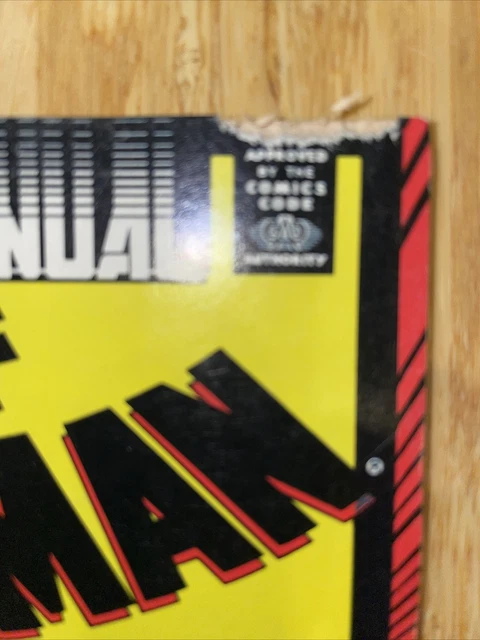 NUAL
APPROVED
BY THE
COMICS
CODE
AUTHORITY
MAN